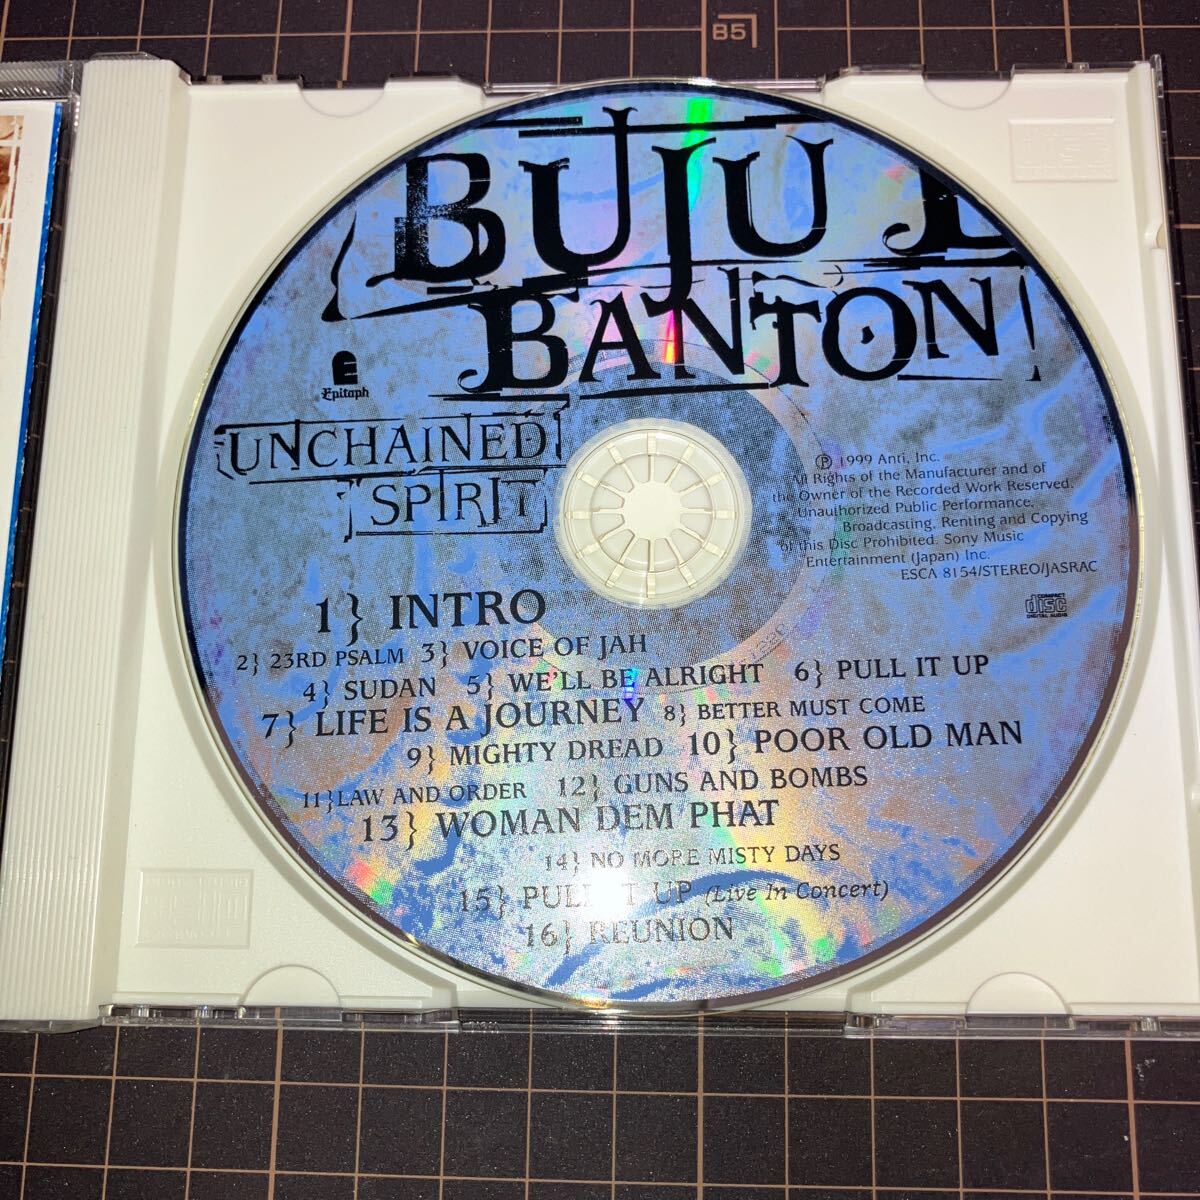 B5
BUJU B
BANTON
E
Epitaph
UNCHAINED
SPIRIT
Ⓟ 1999 Anti, Inc.
All Rights of the Manufacturer and of
the Owner of the Recorded Work Reserved.
Unauthorized Public Performance,
Broadcasting, Renting and Copying
of this Disc Prohibited. Sony Music
Entertainment (Japan) Inc.
ESCA 8154/STEREO/JASRAC
COMPACT
disc
DIGITAL AUDIO
1} INTRO
2} 23RD PSALM 3} VOICE OF JAH
4} SUDAN 5} WE'LL BE ALRIGHT 6} PULL IT UP
7} LIFE IS A JOURNEY 8} BETTER MUST COME
9} MIGHTY DREAD 10} POOR OLD MAN
11}LAW AND ORDER 12} GUNS AND BOMBS
13} WOMAN DEM PHAT
14} NO MORE MISTY DAYS
15} PULL IT UP (Live In Concert)
16} REUNION